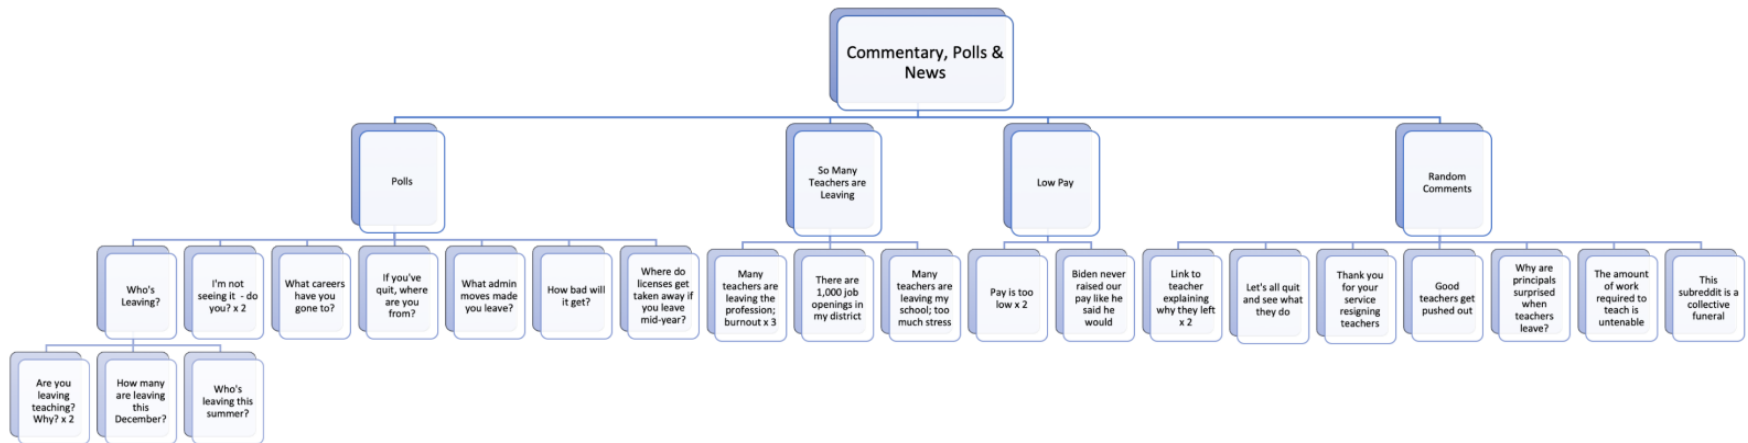 Commentary, Polls &
News
Polls
So Many
Teachers are
Leaving
Low Pay
Random
Comments
Who's
Leaving?
I'm not
seeing it - do
you? x 2
What careers
have you
gone to?
If you've
quit, where
are you
from?
What admin
moves made
you leave?
How bad will
it get?
Where do
licenses get
taken away if
you leave
mid-year?
Many
teachers are
leaving the
profession;
burnout x 3
There are
1,000 job
openings in
my district
Many
teachers are
leaving my
school; too
much stress
Pay is too
low x 2
Biden never
raised our
pay like he
said he
would
Link to
teacher
explaining
why they left
x 2
Let's all quit
and see what
they do
Thank you
for your
service
resigning
teachers
Good
teachers get
pushed out
Why are
principals
surprised
when
teachers
leave?
The amount
of work
required to
teach is
untenable
This
subreddit is a
collective
funeral
Are you
leaving
teaching?
Why? x 2
How many
are leaving
this
December?
Who's
leaving this
summer?